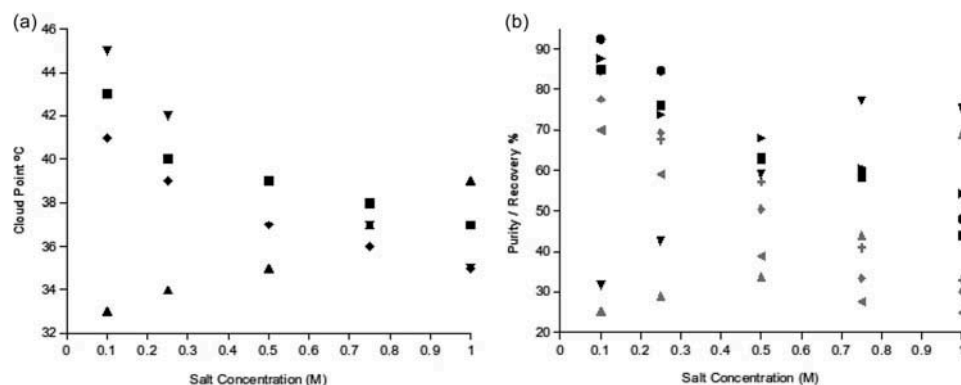 (a)
46
44
42
40
38
36
34
32
Cloud Point ºC
0 0.1 0.2 0.3 0.4 0.5 0.6 0.7 0.8 0.9 1
Salt Concentration (M)
(b)
90
80
70
60
50
40
30
20
Purity / Recovery %
0 0.1 0.2 0.3 0.4 0.5 0.6 0.7 0.8 0.9 1
Salt Concentration (M)